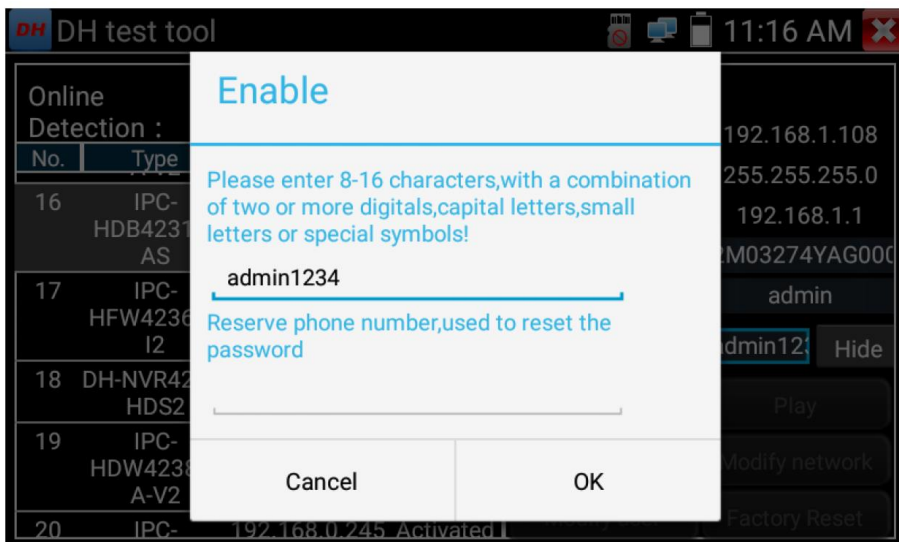 DH DH test tool 11:16 AM
Online
Detection :
No. Type
16 IPC-
HDB4231
AS
17 IPC-
HFW4236
I2
18 DH-NVR42
HDS2
19 IPC-
HDW4238
A-V2
20 IPC- 192.168.0.245 Activated
Enable
Please enter 8-16 characters,with a combination
of two or more digitals,capital letters,small
letters or special symbols!
admin1234
Reserve phone number,used to reset the
password
Cancel OK
192.168.1.108
255.255.255.0
192.168.1.1
M03274YAG000
admin
dmin123 Hide
Play
Modify network
Factory Reset